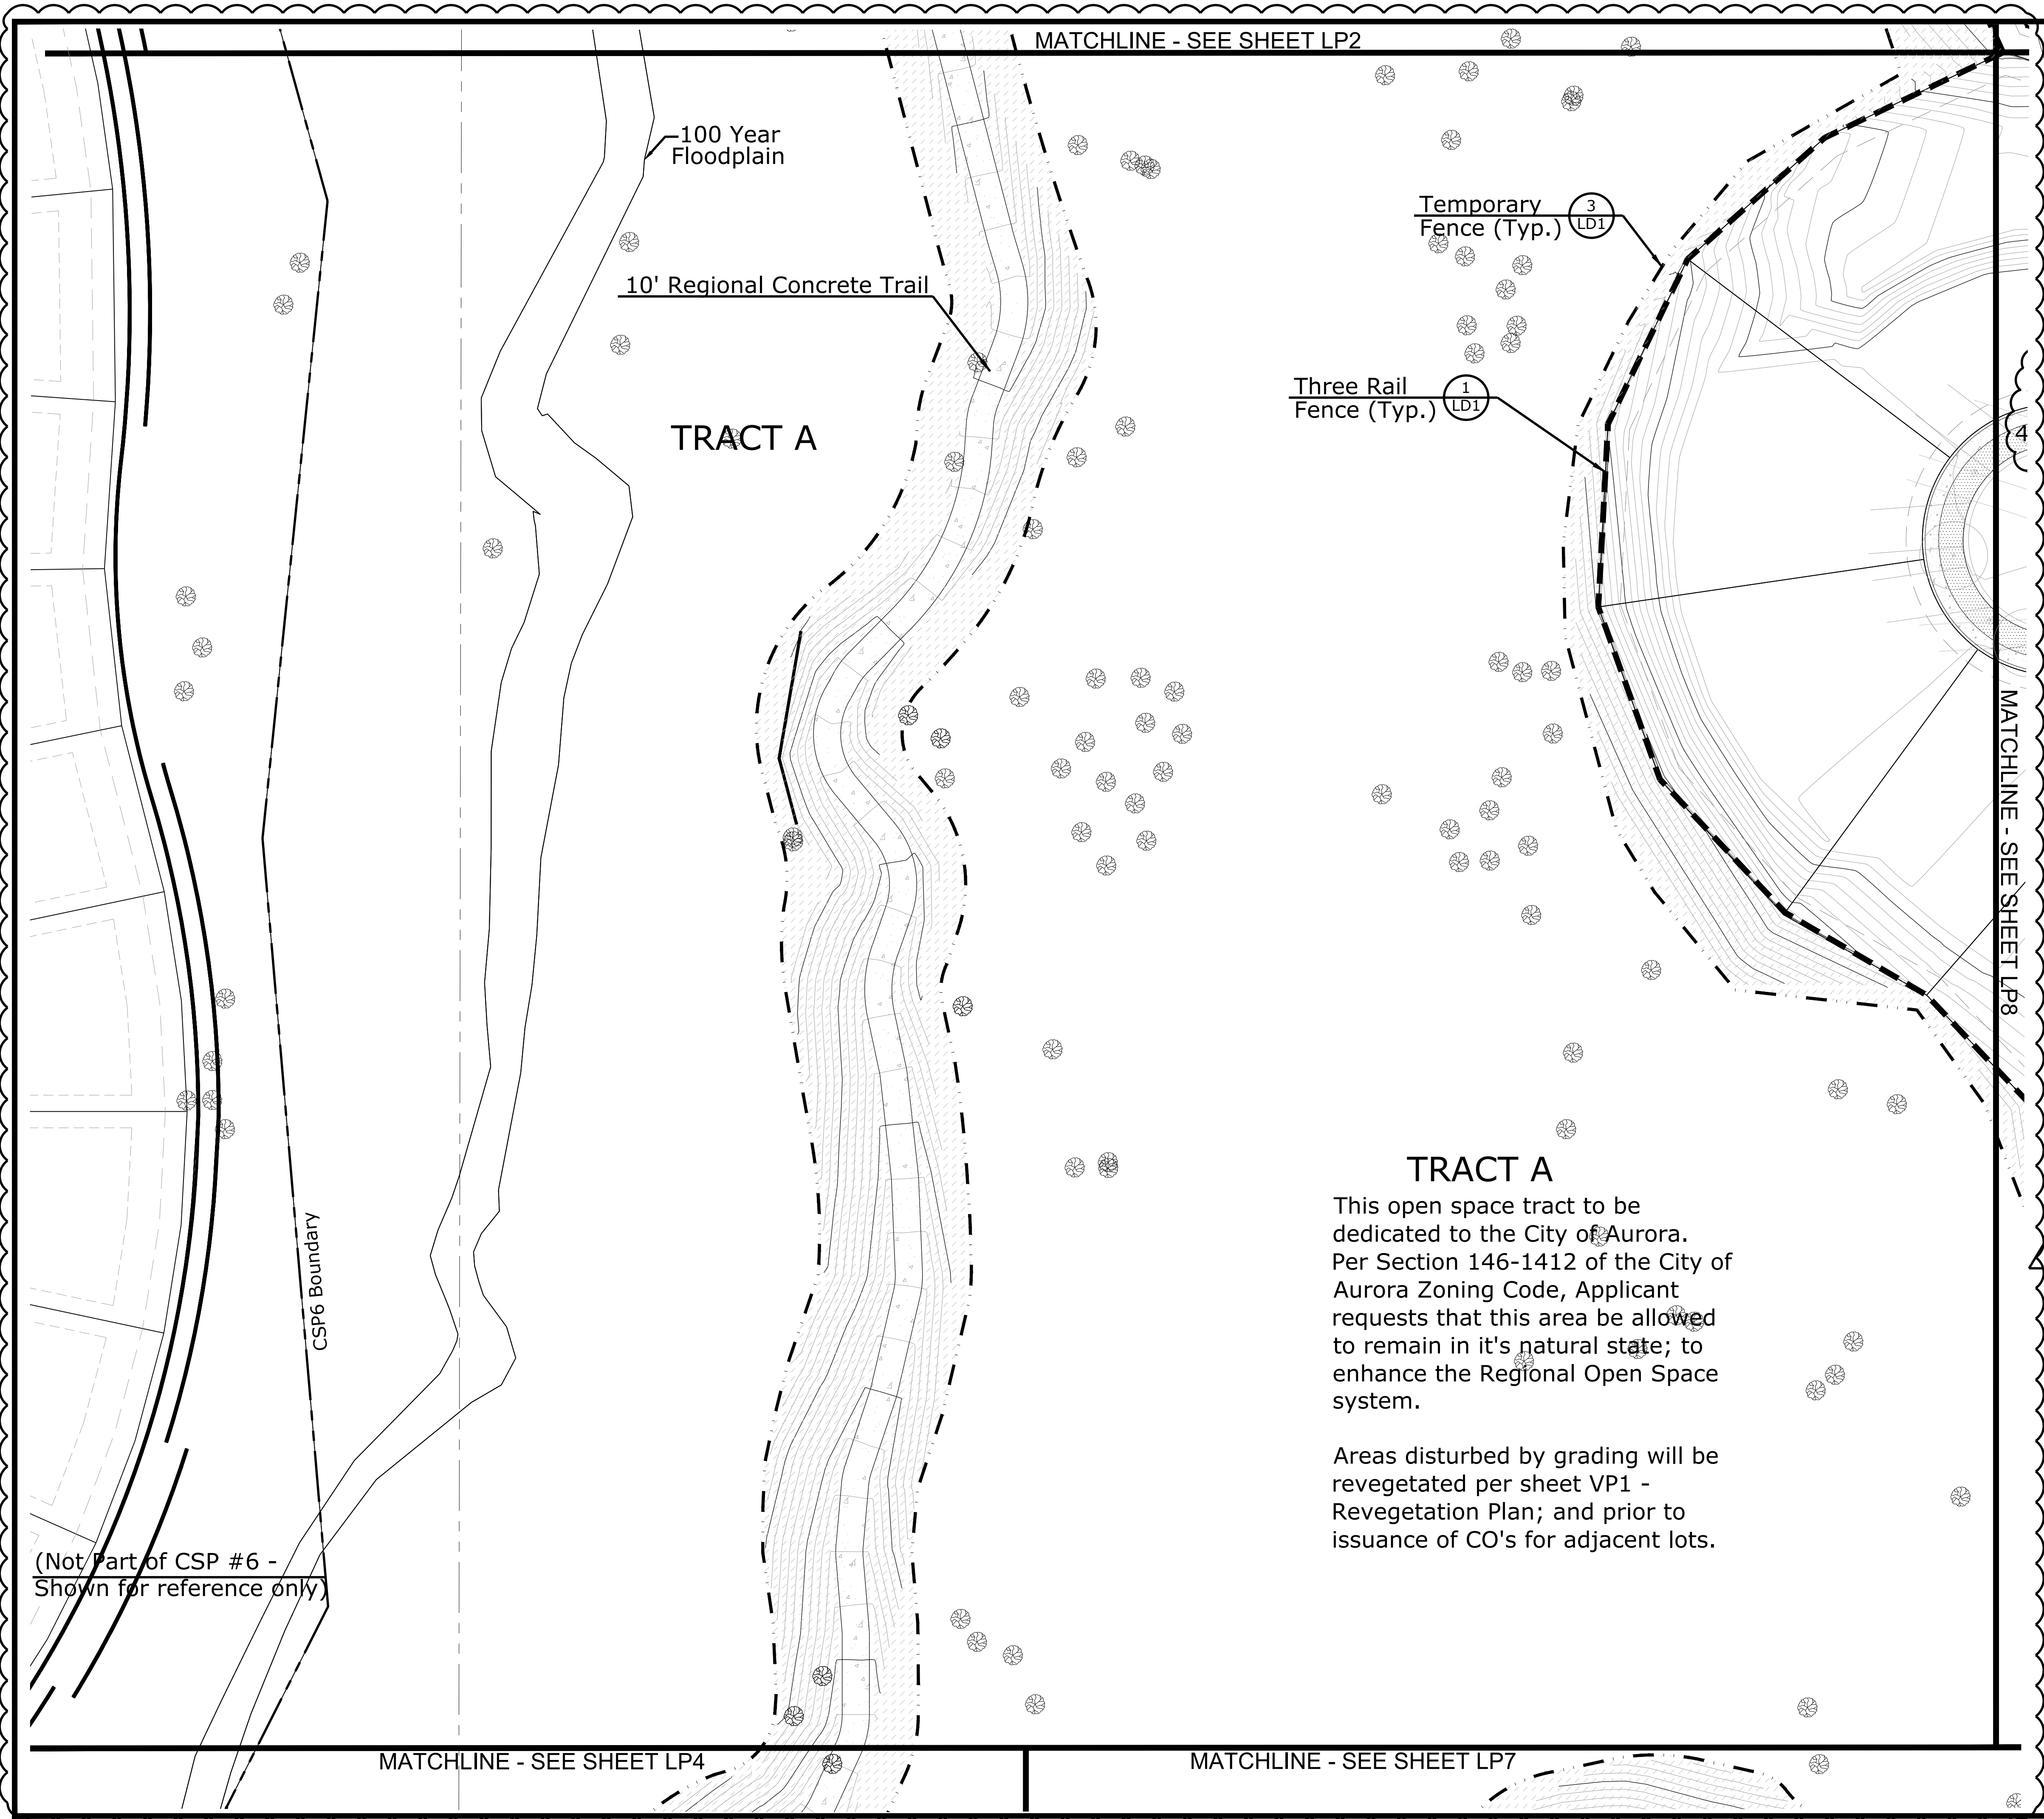 MATCHLINE - SEE SHEET LP2
100 Year
Floodplain
Temporary
Fence (Typ.)
3
LD1
10' Regional Concrete Trail
Three Rail
Fence (Typ.)
1
LD1
TRACT A
4
MATCHLINE - SEE SHEET LP8
CSP6 Boundary
TRACT A
This open space tract to be
dedicated to the City of Aurora.
Per Section 146-1412 of the City of
Aurora Zoning Code, Applicant
requests that this area be allowed
to remain in it's natural state; to
enhance the Regional Open Space
system.
Areas disturbed by grading will be
revegetated per sheet VP1 -
Revegetation Plan; and prior to
issuance of CO's for adjacent lots.
(Not Part of CSP #6 -
Shown for reference only)
MATCHLINE - SEE SHEET LP4
MATCHLINE - SEE SHEET LP7